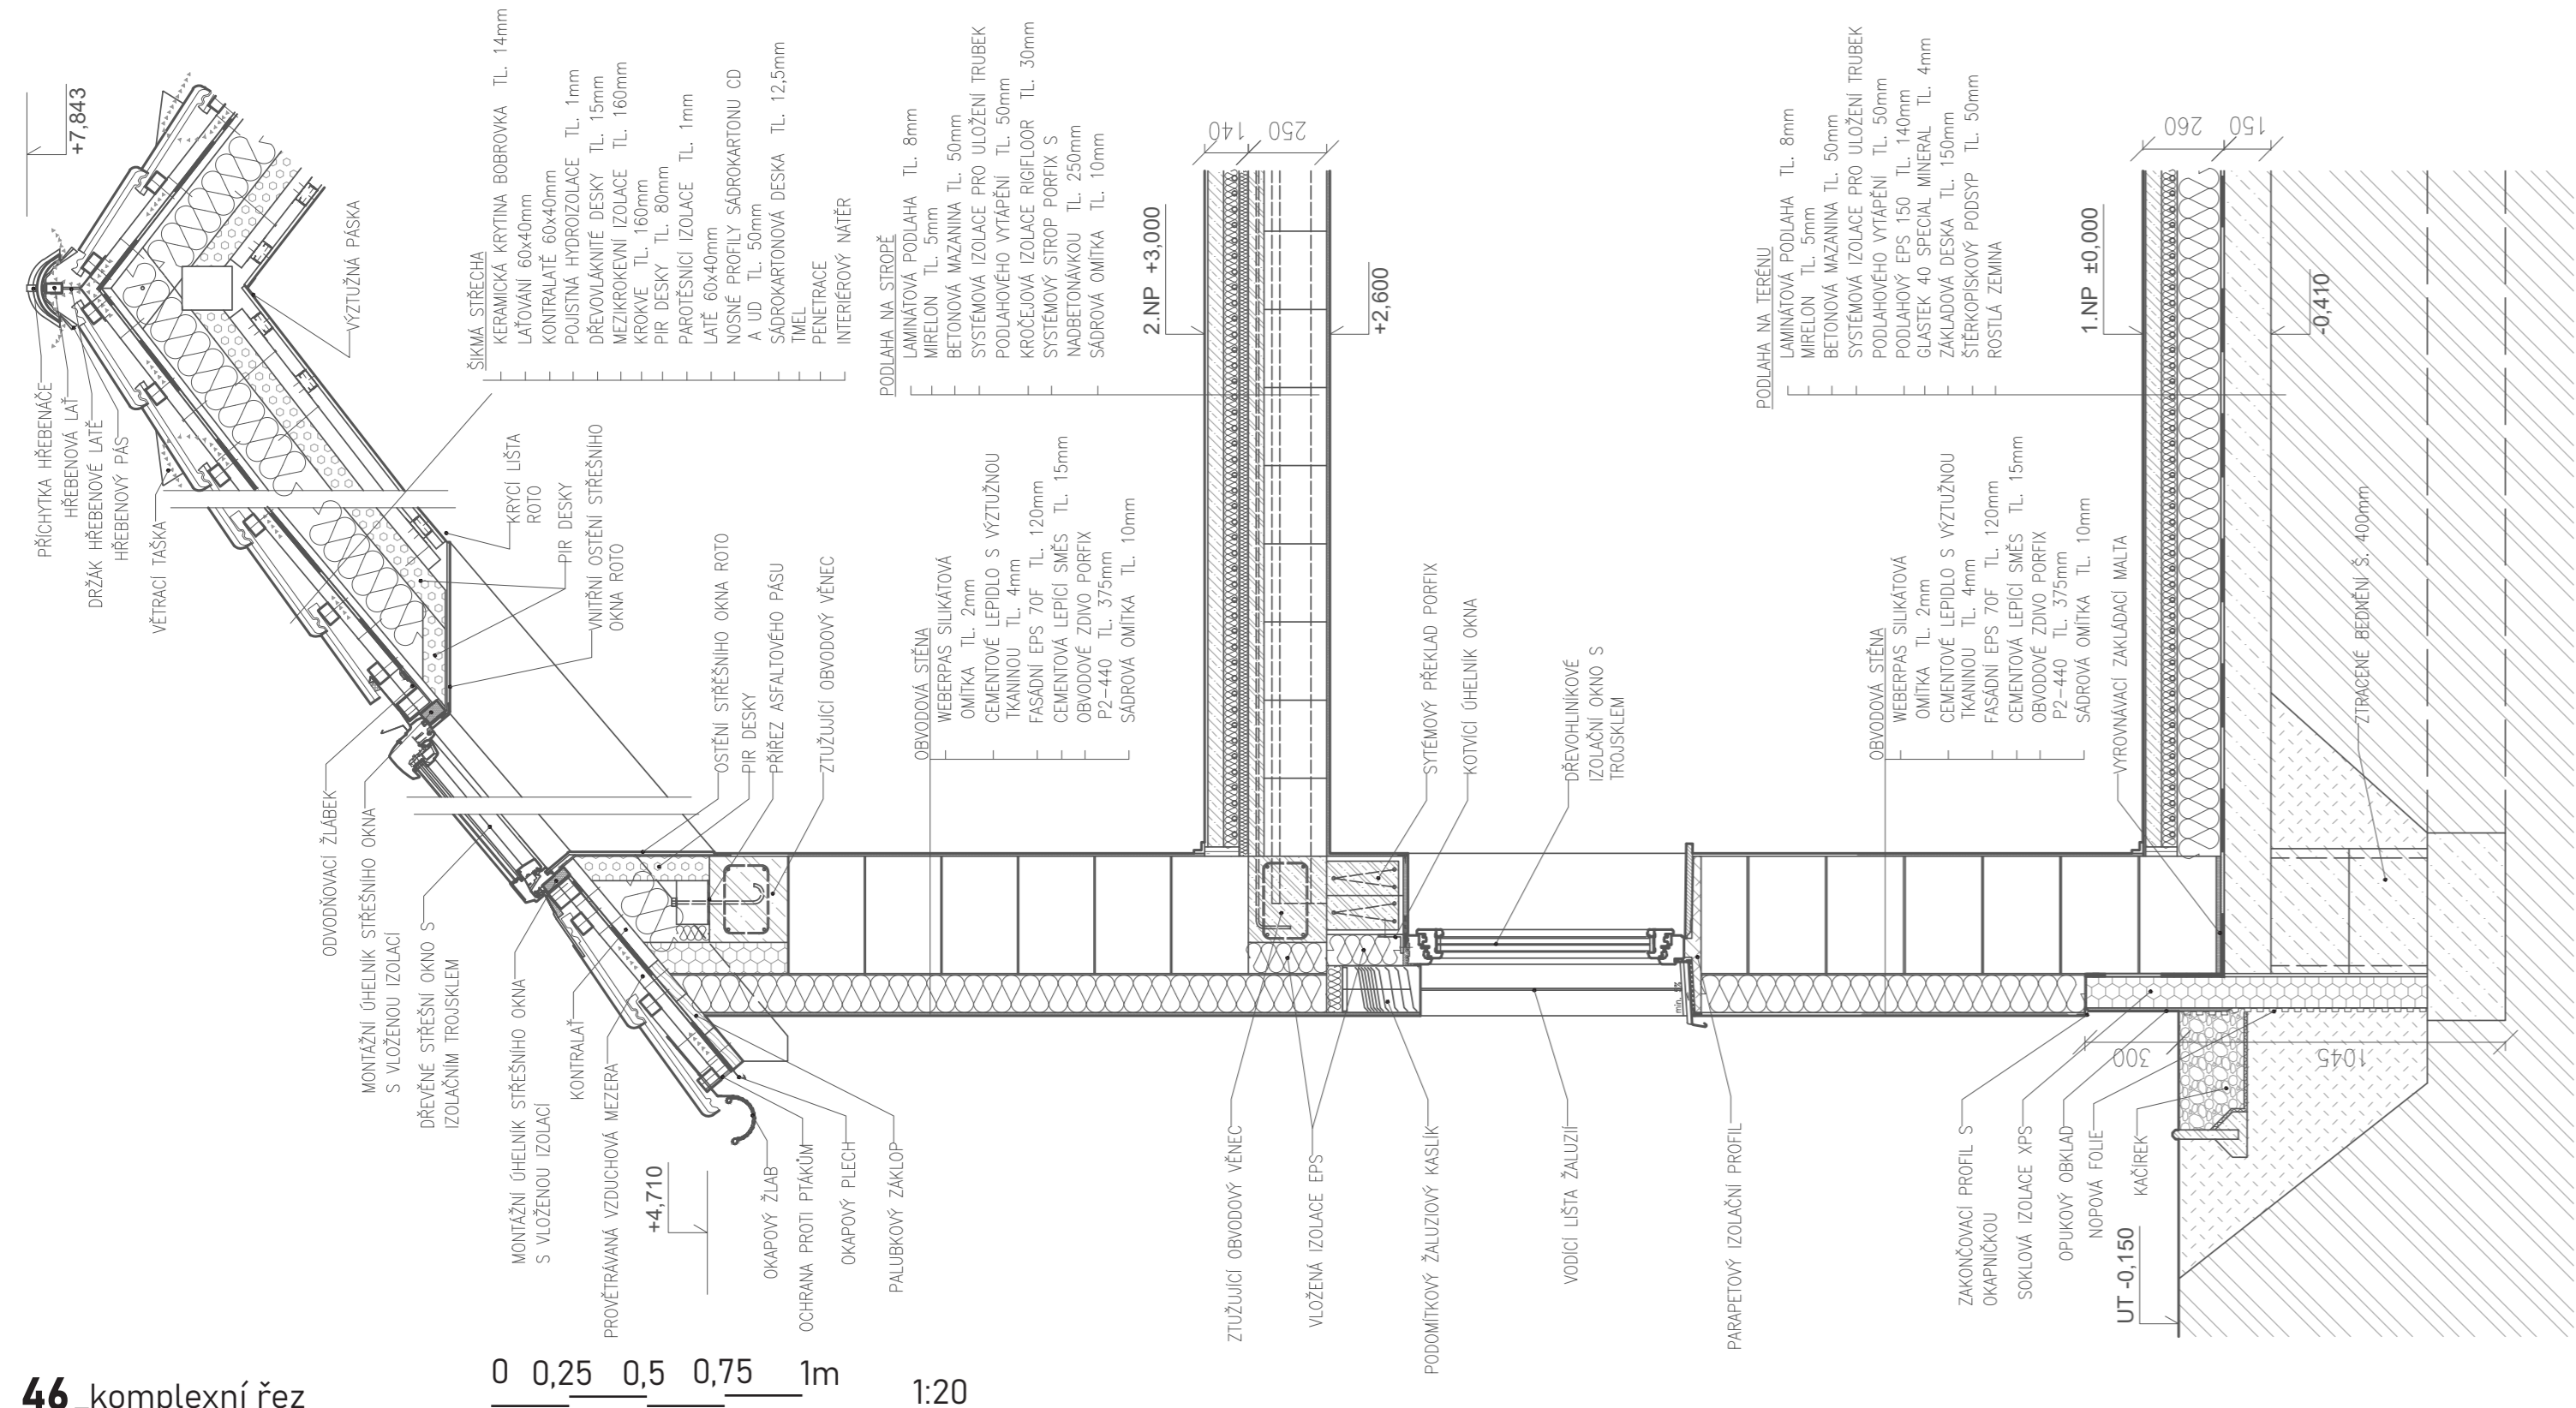 +7,843
PŘÍCHYTKA HŘEBENÁČE
HŘEBENOVÁ LAŤ
DRŽÁK HŘEBENOVÉ LATĚ
HŘEBENOVÝ PÁS
VĚTRACÍ TAŠKA
VÝZTUŽNÁ PÁSKA
KRYCÍ LIŠTA
ROTO
PIR DESKY
VNITŘNÍ OSTĚNÍ STŘEŠNÍHO
OKNA ROTO
ŠIKMÁ STŘECHA
KERAMICKÁ KRYTINA BOBROVKA TL. 14mm
LAŤOVÁNÍ 60x40mm
KONTRALATĚ 60x40mm
POJISTNÁ HYDROIZOLACE TL. 1mm
DŘEVOVLÁKNITÉ DESKY TL. 15mm
MEZIKROKEVNÍ IZOLACE TL. 160mm
KROKVE TL. 160mm
PIR DESKY TL. 80mm
PAROTĚSNÍCÍ IZOLACE TL. 1mm
LATĚ 60x40mm
NOSNÉ PROFILY SÁDROKARTONU CD
A UD TL. 50mm
SÁDROKARTONOVÁ DESKA TL. 12,5mm
TMEL
PENETRACE
INTERIÉROVÝ NÁTĚR
PODLAHA NA STROPĚ
LAMINÁTOVÁ PODLAHA TL. 8mm
MIRELON TL. 5mm
BETONOVÁ MAZANINA TL. 50mm
SYSTÉMOVÁ IZOLACE PRO ULOŽENÍ TRUBEK
PODLAHOVÉHO VYTÁPĚNÍ TL. 50mm
KROČEJOVÁ IZOLACE RIGIFLOOR TL. 30mm
SYSTÉMOVÝ STROP PORFIX S
NADBETONÁVKOU TL. 250mm
SÁDROVÁ OMÍTKA TL. 10mm
140
250
2.NP +3,000
+2,600
PODLAHA NA TERÉNU
LAMINÁTOVÁ PODLAHA TL. 8mm
MIRELON TL. 5mm
BETONOVÁ MAZANINA TL. 50mm
SYSTÉMOVÁ IZOLACE PRO ULOŽENÍ TRUBEK
PODLAHOVÉHO VYTÁPĚNÍ TL. 50mm
PODLAHOVÝ EPS 150 TL. 140mm
GLASTEK 40 SPECIAL MINERAL TL. 4mm
ZÁKLADOVÁ DESKA TL. 150mm
ŠTĚRKOPÍSKOVÝ PODSYP TL. 50mm
ROSTLÁ ZEMINA
260
150
1.NP ±0,000
-0,410
OSTĚNÍ STŘEŠNÍHO OKNA ROTO
PIR DESKY
PŘÍŘEZ ASFALTOVÉHO PÁSU
ZTUŽUJÍCÍ OBVODOVÝ VĚNEC
OBVODOVÁ STĚNA
WEBERPAS SILIKÁTOVÁ
OMÍTKA TL. 2mm
CEMENTOVÉ LEPIDLO S VÝZTUŽNOU
TKANINOU TL. 4mm
FASÁDNÍ EPS 70F TL. 120mm
CEMENTOVÁ LEPÍCÍ SMĚS TL. 15mm
OBVODOVÉ ZDIVO PORFIX
P2-440 TL. 375mm
SÁDROVÁ OMÍTKA TL. 10mm
SYTÉMOVÝ PŘEKLAD PORFIX
KOTVICÍ ÚHELNÍK OKNA
DŘEVOHLINÍKOVÉ
IZOLAČNÍ OKNO S
TROJSKLEM
OBVODOVÁ STĚNA
WEBERPAS SILIKÁTOVÁ
OMÍTKA TL. 2mm
CEMENTOVÉ LEPIDLO S VÝZTUŽNOU
TKANINOU TL. 4mm
FASÁDNÍ EPS 70F TL. 120mm
CEMENTOVÁ LEPÍCÍ SMĚS TL. 15mm
OBVODOVÉ ZDIVO PORFIX
P2-440 TL. 375mm
SÁDROVÁ OMÍTKA TL. 10mm
VYROVNÁVACÍ ZAKLÁDACÍ MALTA
ZTRACENÉ BEDNĚNÍ Š. 400mm
ODVODŇOVACÍ ŽLÁBEK
MONTÁŽNÍ ÚHELNÍK STŘEŠNÍHO OKNA
S VLOŽENOU IZOLACÍ
DŘEVĚNÉ STŘEŠNÍ OKNO S
IZOLAČNÍM TROJSKLEM
MONTÁŽNÍ ÚHELNÍK STŘEŠNÍHO OKNA
S VLOŽENOU IZOLACÍ
KONTRALAŤ
PROVĚTRÁVANÁ VZDUCHOVÁ MEZERA
+4,710
OKAPOVÝ ŽLAB
OCHRANA PROTI PTÁKŮM
OKAPOVÝ PLECH
PALUBKOVÝ ZÁKLOP
ZTUŽUJÍCÍ OBVODOVÝ VĚNEC
VLOŽENÁ IZOLACE EPS
PODOMÍTKOVÝ ŽALUZIOVÝ KASLÍK
VODÍCÍ LIŠTA ŽALUZIÍ
min. 5%
PARAPETOVÝ IZOLAČNÍ PROFIL
300
1045
ZAKONČOVACÍ PROFIL S
OKAPNIČKOU
SOKLOVÁ IZOLACE XPS
OPUKOVÝ OBKLAD
NOPOVÁ FOLIE
KAČÍREK
UT -0,150
46_komplexní řez
0 0,25 0,5 0,75 1m
1:20